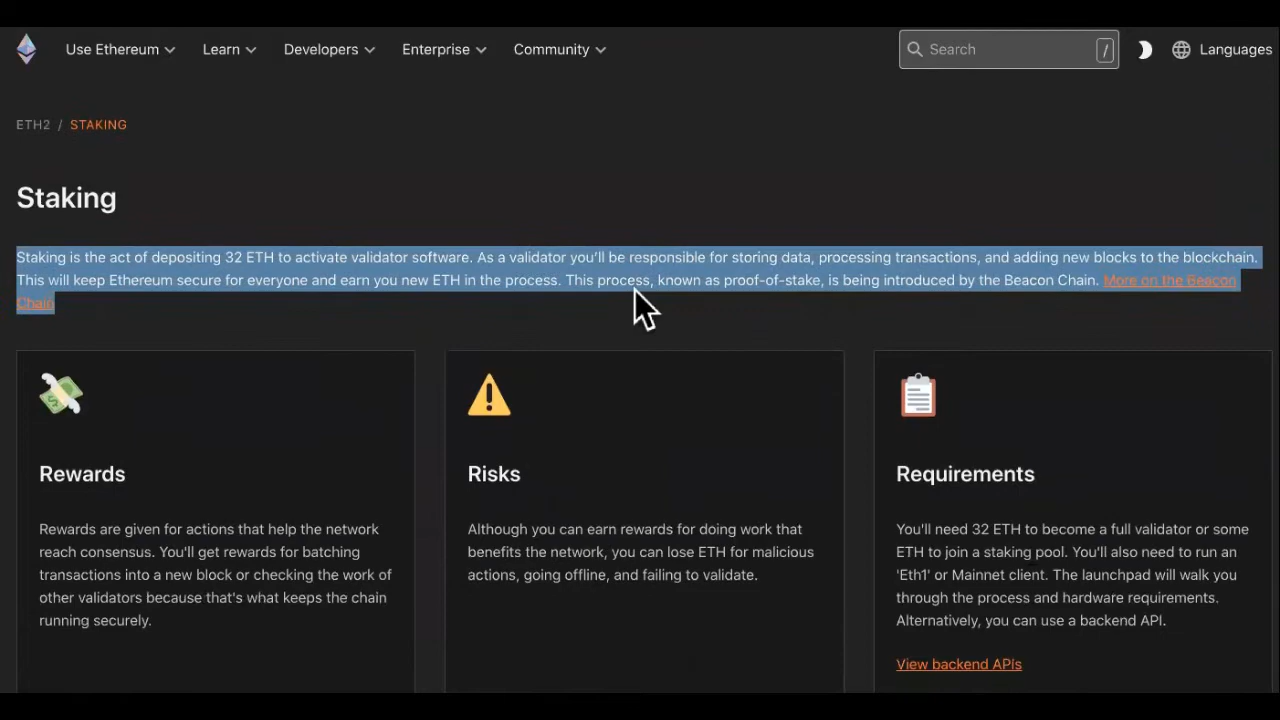 Use Ethereum Learn Developers Enterprise Community Search / Languages
ETH2 / STAKING
Staking
Staking is the act of depositing 32 ETH to activate validator software. As a validator you'll be responsible for storing data, processing transactions, and adding new blocks to the blockchain.
This will keep Ethereum secure for everyone and earn you new ETH in the process. This process, known as proof-of-stake, is being introduced by the Beacon Chain. More on the Beacon
Chain
Rewards
Rewards are given for actions that help the network
reach consensus. You'll get rewards for batching
transactions into a new block or checking the work of
other validators because that's what keeps the chain
running securely.
Risks
Although you can earn rewards for doing work that
benefits the network, you can lose ETH for malicious
actions, going offline, and failing to validate.
Requirements
You'll need 32 ETH to become a full validator or some
ETH to join a staking pool. You'll also need to run an
'Eth1' or Mainnet client. The launchpad will walk you
through the process and hardware requirements.
Alternatively, you can use a backend API.
View backend APIs